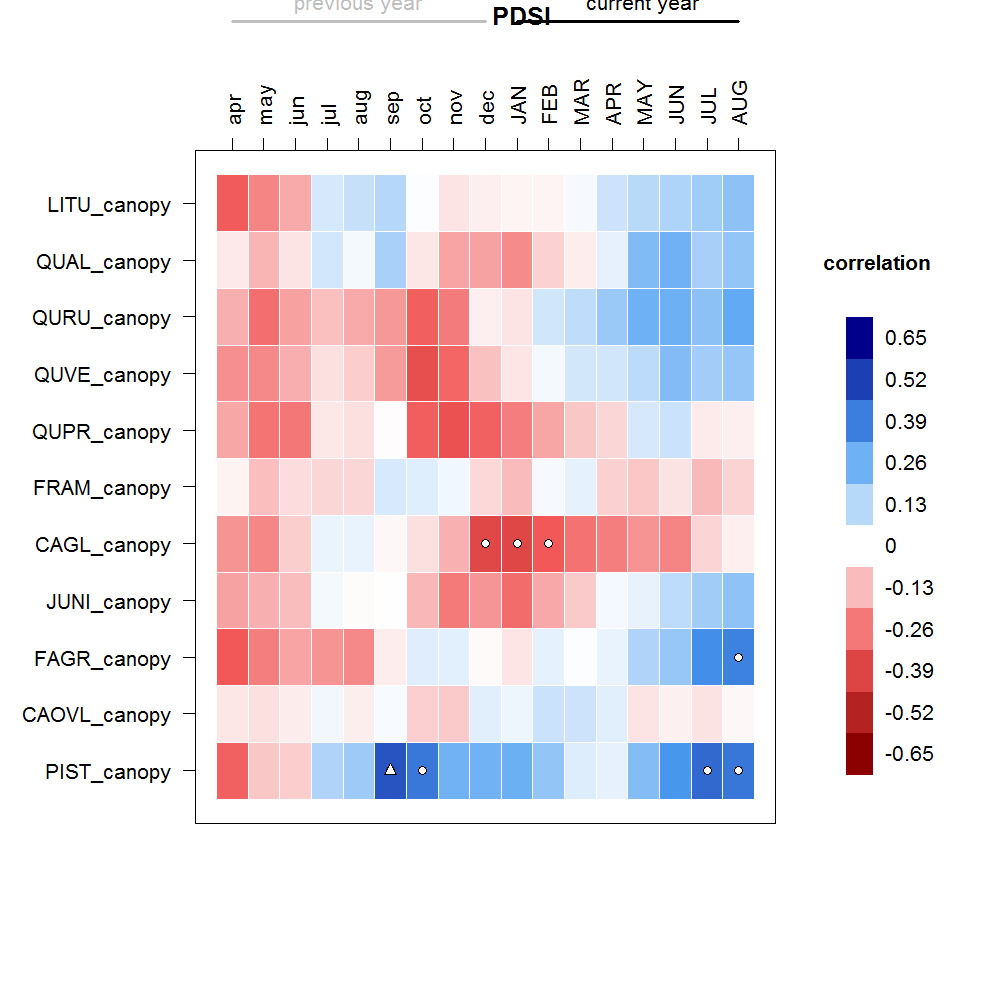 previous year current year
PDSI
apr may jun jul aug sep oct nov dec JAN FEB MAR APR MAY JUN JUL AUG
LITU_canopy
QUAL_canopy
QURU_canopy
QUVE_canopy
QUPR_canopy
FRAM_canopy
CAGL_canopy
JUNI_canopy
FAGR_canopy
CAOVL_canopy
PIST_canopy
correlation
0.65
0.52
0.39
0.26
0.13
0
-0.13
-0.26
-0.39
-0.52
-0.65